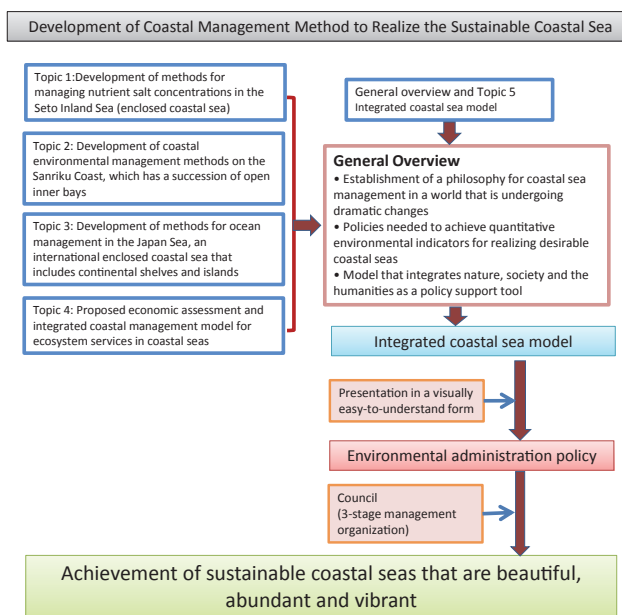 Development of Coastal Management Method to Realize the Sustainable Coastal Sea
Topic 1:Development of methods for
managing nutrient salt concentrations in the
Seto Inland Sea (enclosed coastal sea)
Topic 2: Development of coastal
environmental management methods on the
Sanriku Coast, which has a succession of open
inner bays
Topic 3: Development of methods for ocean
management in the Japan Sea, an
international enclosed coastal sea that
includes continental shelves and islands
Topic 4: Proposed economic assessment and
integrated coastal management model for
ecosystem services in coastal seas
General overview and Topic 5
Integrated coastal sea model
General Overview
• Establishment of a philosophy for coastal sea
management in a world that is undergoing
dramatic changes
• Policies needed to achieve quantitative
environmental indicators for realizing desirable
coastal seas
• Model that integrates nature, society and the
humanities as a policy support tool
Integrated coastal sea model
Presentation in a visually
easy-to-understand form
Environmental administration policy
Council
(3-stage management
organization)
Achievement of sustainable coastal seas that are beautiful,
abundant and vibrant